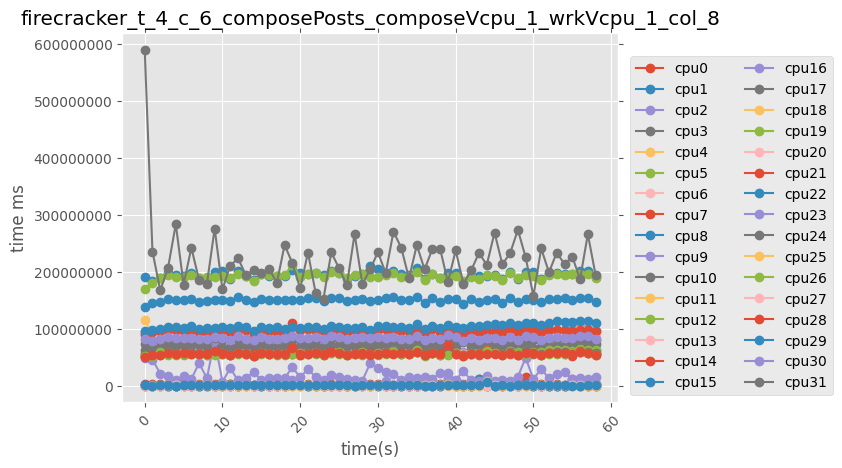 firecracker_t_4_c_6_composePosts_composeVcpu_1_wrkVcpu_1_col_8
600000000
500000000
400000000
300000000
200000000
100000000
0
time ms
0
10
20
30
40
50
60
time(s)
cpu0
cpu1
cpu2
cpu3
cpu4
cpu5
cpu6
cpu7
cpu8
cpu9
cpu10
cpu11
cpu12
cpu13
cpu14
cpu15
cpu16
cpu17
cpu18
cpu19
cpu20
cpu21
cpu22
cpu23
cpu24
cpu25
cpu26
cpu27
cpu28
cpu29
cpu30
cpu31